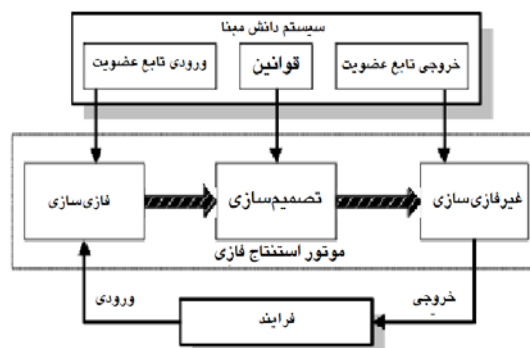 سیستم دانش مبنا
ورودی تابع عضویت
قوانین
خروجی تابع عضویت
فازی‌سازی
تصمیم‌سازی
غیرفازی‌سازی
موتور استنتاج فازی
ورودی
خروجی
فرایند